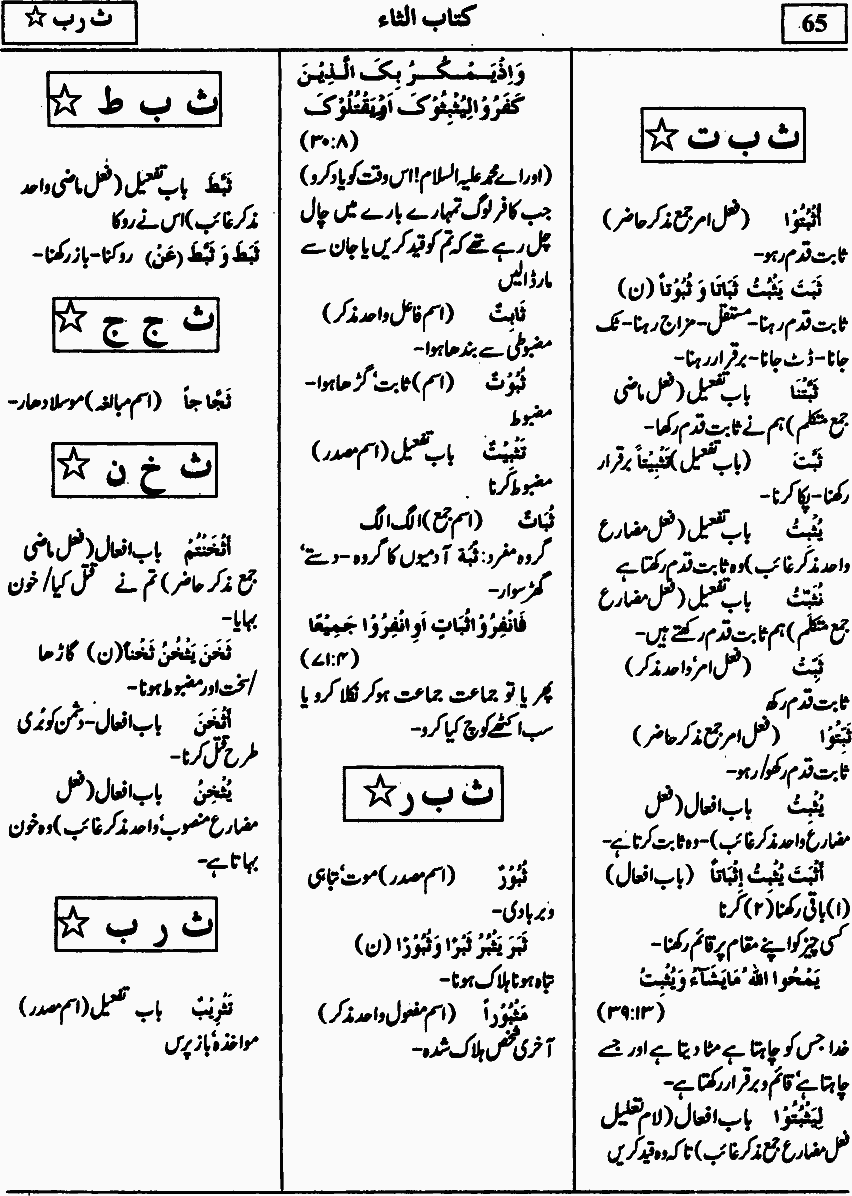 65
کتاب الثاء
ث رب ☆
ث ب ت ☆
اُثْبُتُوْا (فعل امر جمع مذکر حاضر)
ثابت قدم رہو-
ثَبَتَ یَثْبُتُ ثَبَاتًا وَ ثُبُوْتاً (ن)
ثابت قدم رہنا- مستقل- مزاج رہنا- ٹک
جانا- ڈٹ جانا- برقرار رہنا-
ثَبَّتْنَا باب تفعیل (فعل ماضی
جمع متکلم) ہم نے ثابت قدم رکھا-
ثَبَّتَ (باب تفعیل) تَثْبِیْتاً برقرار
رکھنا- پکا کرنا-
یُثَبِّتُ باب تفعیل (فعل مضارع
واحد مذکر غائب) وہ ثابت قدم رکھتا ہے
نُثَبِّتُ باب تفعیل (فعل مضارع
جمع متکلم) ہم ثابت قدم رکھتے ہیں-
ثَبِّتْ (فعل امر‘ واحد مذکر)
ثابت قدم رکھ
ثَبِّتُوْا (فعل امر جمع مذکر حاضر)
ثابت قدم رکھو/ رہو-
یُثْبِتُ باب افعال (فعل
مضارع واحد مذکر غائب)- وہ ثابت کرتا ہے-
اَثْبَتَ یُثْبِتُ اِثْبَاتاً (باب افعال)
(۱) باقی رکھنا (۲) کرنا
کسی چیز کو اپنے مقام پر قائم رکھنا-
یَمْحُوا اللّٰهُ مَایَشَآءُ وَیُثْبِتُ
(۳۹:۱۳)
خدا جس کو چاہتا ہے مٹا دیتا ہے اور جسے
چاہتا ہے‘ قائم و برقرار رکھتا ہے-
لِیُثْبِتُوْا باب افعال (لام تعلیل
فعل مضارع جمع مذکر غائب) تاکہ وہ قید کریں
وَاِذْیَمْکُرُ بِکَ الَّذِیْنَ
کَفَرُوْا لِیُثْبِتُوْکَ اَوْیَقْتُلُوْکَ
(۳۰:۸)
(اور اے محمد علیہ السلام! اس وقت کو یاد کرو)
جب کافر لوگ تمہارے بارے میں چال
چل رہے تھے کہ تم کو قید کریں یا جان سے
مار ڈالیں
ثَابِتٌ (اسم فاعل واحد مذکر)
مضبوطی سے بندھا ہوا-
ثُبُوْتٌ (اسم) ثابت‘ گڑھا ہوا-
مضبوط
تَثْبِیْتٌ باب تفعیل (اسم مصدر)
مضبوط کرنا
ثُبَاتٌ (اسم جمع) الگ الگ
گروہ مفرد: ثُبَة آدمیوں کا گروہ- دستے‘
گھڑ سوار-
فَانْفِرُوْا ثُبَاتٍ اَوِ انْفِرُوْا جَمِیْعًا
(۷۱:۴)
پھر یا تو جماعت جماعت ہو کر نکلا کرو یا
سب اکٹھے کوچ کیا کرو-
ث ب ر ☆
ثُبُوْرٌ (اسم مصدر) موت‘ تباہی
و بربادی-
ثَبَرَ یَثْبُرُ ثَبْرًا وَثُبُوْرًا (ن)
تباہ ہونا ہلاک ہونا-
مَثْبُوْراً (اسم مفعول واحد مذکر)
آخری شخص ہلاک شدہ-
ث ب ط ☆
ثَبَّطَ باب تفعیل (فعل ماضی واحد
مذکر غائب) اس نے روکا
ثَبَطَ وَ ثَبَّطَ (عَنْ) روکنا- باز رکھنا-
ث ج ج ☆
ثَجَّاجاً (اسم مبالغہ) موسلا دھار-
ث خ ن ☆
اَثْخَنْتُمْ باب افعال (فعل ماضی
جمع مذکر حاضر) تم نے قتل کیا/ خون
بہایا-
ثَخَنَ یَثْخُنُ ثَخْناً (ن) گاڑھا
/سخت اور مضبوط ہونا-
اَثْخَنَ باب افعال- دشمن کو بُری
طرح قتل کرنا-
یُثْخِنُ باب افعال (فعل
مضارع منصوب‘ واحد مذکر غائب) وہ خون
بہاتا ہے-
ث ر ب ☆
تَثْرِیْبٌ باب تفعیل (اسم مصدر)
مواخذہ‘ باز پرس